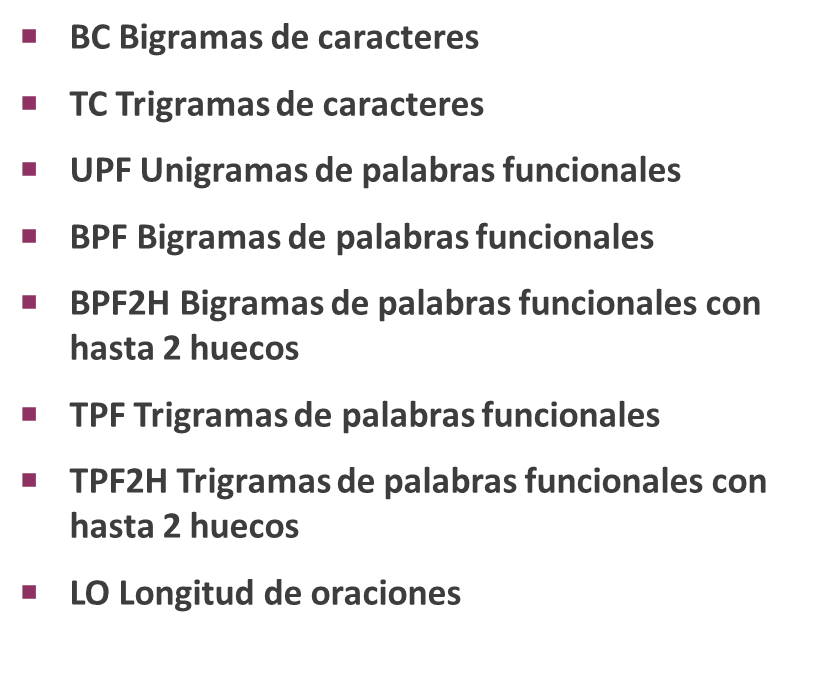 ▪ BC Bigramas de caracteres
▪ TC Trigramas de caracteres
▪ UPF Unigramas de palabras funcionales
▪ BPF Bigramas de palabras funcionales
▪ BPF2H Bigramas de palabras funcionales con
hasta 2 huecos
▪ TPF Trigramas de palabras funcionales
▪ TPF2H Trigramas de palabras funcionales con
hasta 2 huecos
▪ LO Longitud de oraciones